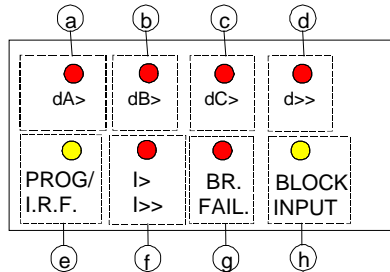 a b c d
dA> dB> dC> d>>
PROG/ I> BR. BLOCK
I.R.F. I>> FAIL. INPUT
e f g h